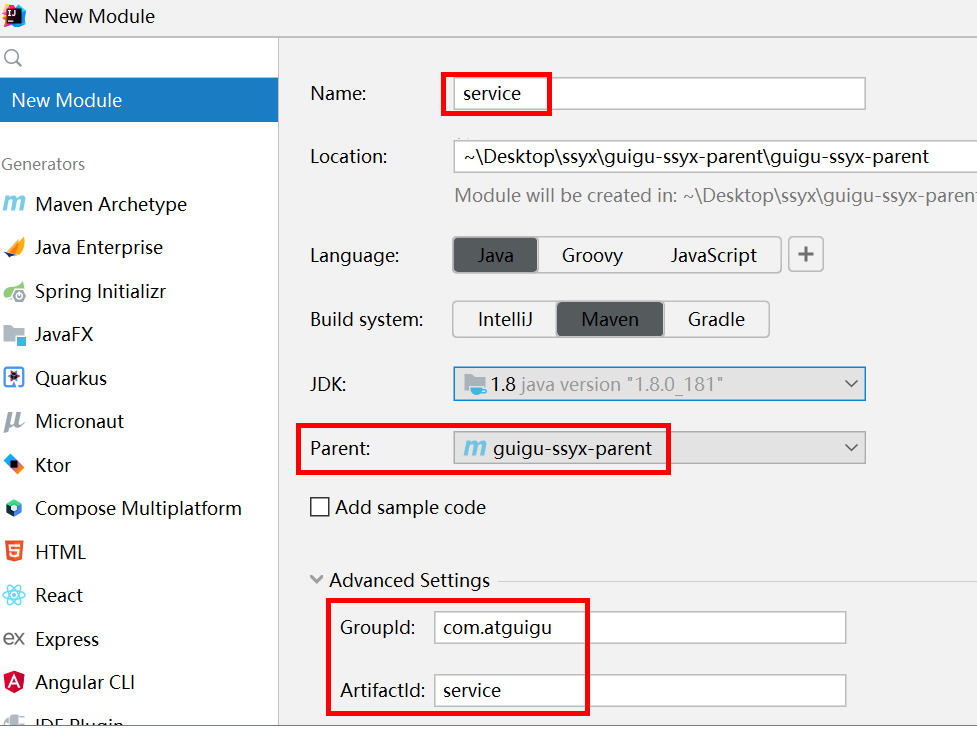 New Module
New Module
Generators
Maven Archetype
Java Enterprise
Spring Initializr
JavaFX
Quarkus
Micronaut
Ktor
Compose Multiplatform
HTML
React
Express
Angular CLI
IDE Plugin
Name: service
Location: ~\Desktop\ssyx\guigu-ssyx-parent\guigu-ssyx-parent
Module will be created in: ~\Desktop\ssyx\guigu-ssyx-paren
Language: Java Groovy JavaScript +
Build system: IntelliJ Maven Gradle
JDK: 1.8 java version "1.8.0_181"
Parent: guigu-ssyx-parent
Add sample code
Advanced Settings
GroupId: com.atguigu
ArtifactId: service